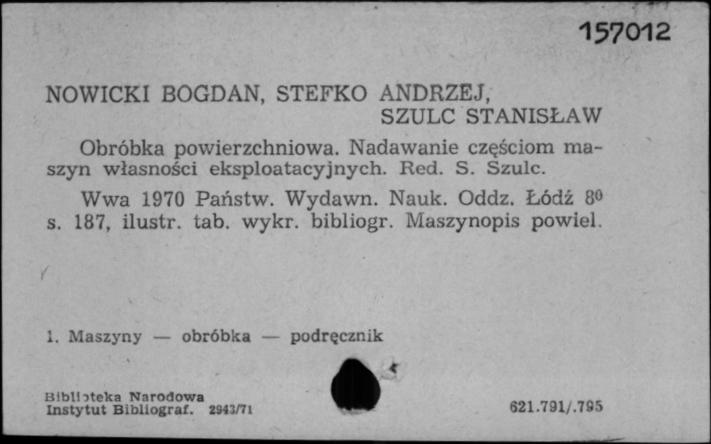 157012
NOWICKI BOGDAN, STEFKO ANDRZEJ,
SZULC STANISŁAW
Obróbka powierzchniowa. Nadawanie częściom ma-
szyn własności eksploatacyjnych. Red. S. Szulc.
Wwa 1970 Państw. Wydawn. Nauk. Oddz. Łódź 8º
s. 187, ilustr. tab. wykr. bibliogr. Maszynopis powiel.
1. Maszyny — obróbka — podręcznik
Biblioteka Narodowa
Instytut Bibliograf. 2943/71
621.791/.795